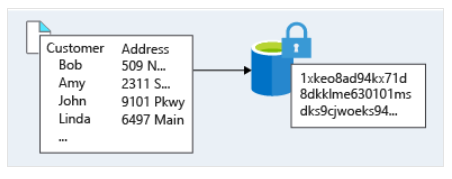 Customer Address
Bob 509 N...
Amy 2311 S...
John 9101 Pkwy
Linda 6497 Main
...
1xkeo8ad94kx71d
8dkklme630101ms
dks9cjwoeks94...